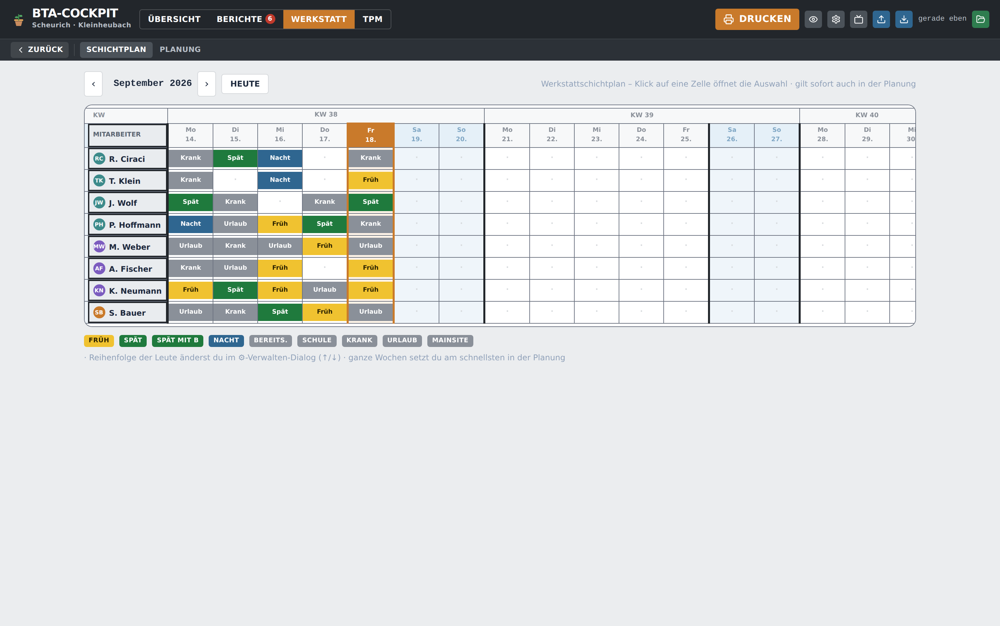 BTA-COCKPIT
Scheurich · Kleinheubach
ÜBERSICHT BERICHTE 6 WERKSTATT TPM
DRUCKEN gerade eben
ZURÜCK SCHICHTPLAN PLANUNG
‹ September 2026 › HEUTE Werkstattschichtplan – Klick auf eine Zelle öffnet die Auswahl · gilt sofort auch in der Planung
KW KW 38 KW 39 KW 40
MITARBEITER Mo 14. Di 15. Mi 16. Do 17. Fr 18. Sa 19. So 20. Mo 21. Di 22. Mi 23. Do 24. Fr 25. Sa 26. So 27. Mo 28. Di 29. Mi 30
RC R. Ciraci Krank Spät Nacht · Krank · · · · · · · · · · · ·
TK T. Klein Krank · Nacht · Früh · · · · · · · · · · · ·
JW J. Wolf Spät Krank · Krank Spät · · · · · · · · · · · ·
PH P. Hoffmann Nacht Urlaub Früh Spät Krank · · · · · · · · · · · ·
MW M. Weber Urlaub Krank Urlaub Früh Urlaub · · · · · · · · · · · ·
AF A. Fischer Krank Urlaub Früh · Früh · · · · · · · · · · · ·
KN K. Neumann Früh Spät Früh Urlaub Früh · · · · · · · · · · · ·
SB S. Bauer Urlaub Krank Spät Früh Urlaub · · · · · · · · · · · ·
FRÜH SPÄT SPÄT MIT B NACHT BEREITS. SCHULE KRANK URLAUB MAINSITE
· Reihenfolge der Leute änderst du im ⚙-Verwalten-Dialog (↑/↓) · ganze Wochen setzt du am schnellsten in der Planung